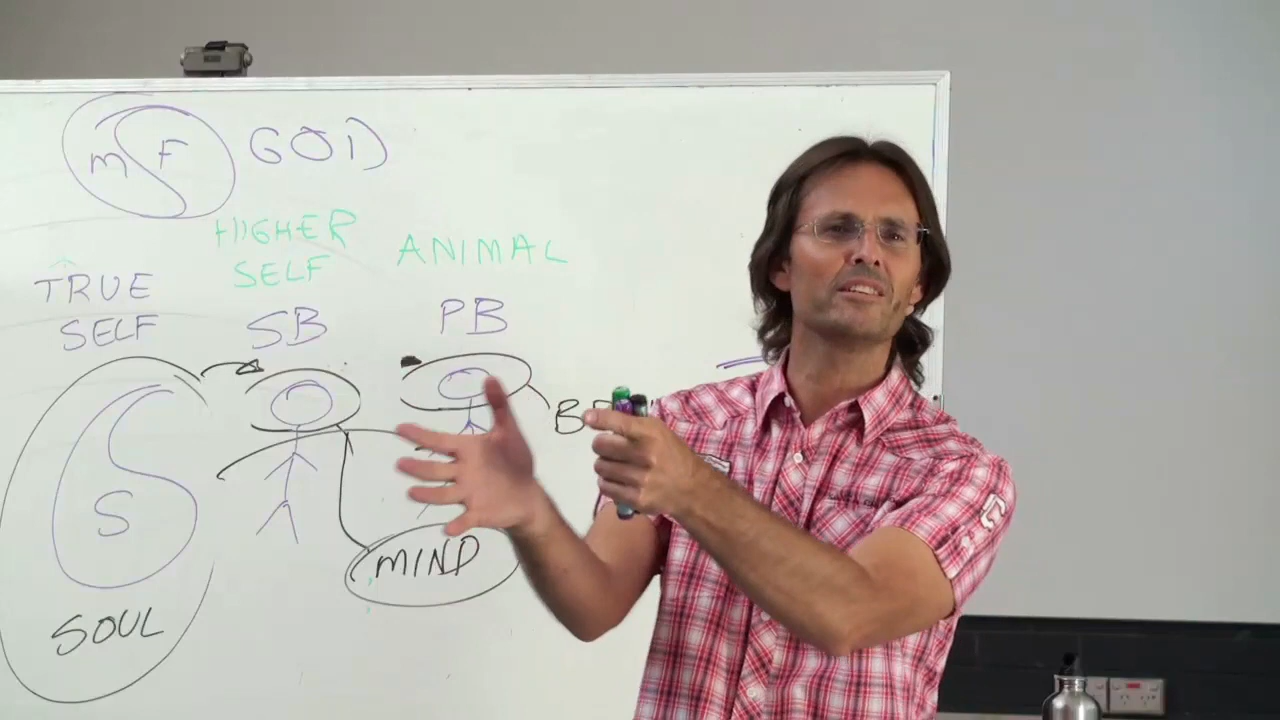 M F GOD
HIGHER
SELF
ANIMAL
TRUE
SELF
SB
PB
S
MIND
SOUL